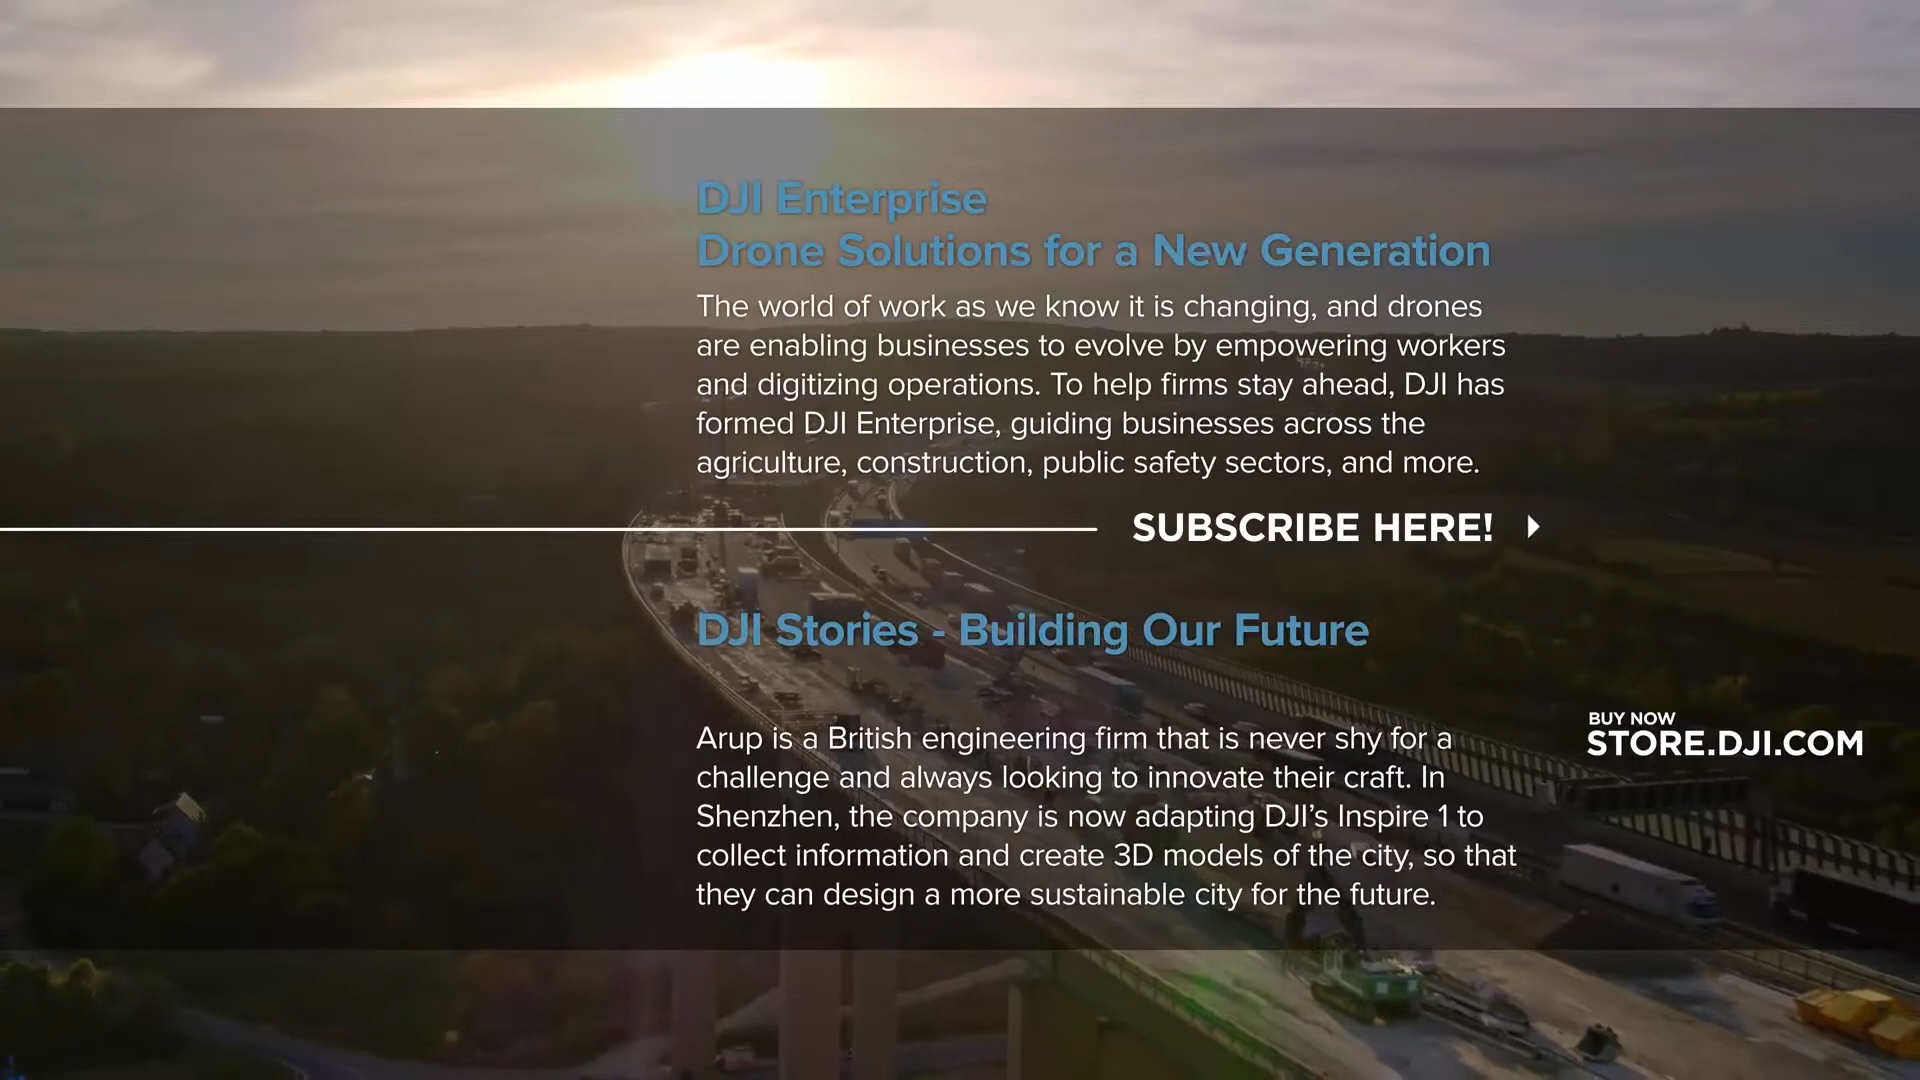 DJI Enterprise
Drone Solutions for a New Generation
The world of work as we know it is changing, and drones
are enabling businesses to evolve by empowering workers
and digitizing operations. To help firms stay ahead, DJI has
formed DJI Enterprise, guiding businesses across the
agriculture, construction, public safety sectors, and more.
SUBSCRIBE HERE!
DJI Stories - Building Our Future
Arup is a British engineering firm that is never shy for a
challenge and always looking to innovate their craft. In
Shenzhen, the company is now adapting DJI’s Inspire 1 to
collect information and create 3D models of the city, so that
they can design a more sustainable city for the future.
BUY NOW
STORE.DJI.COM